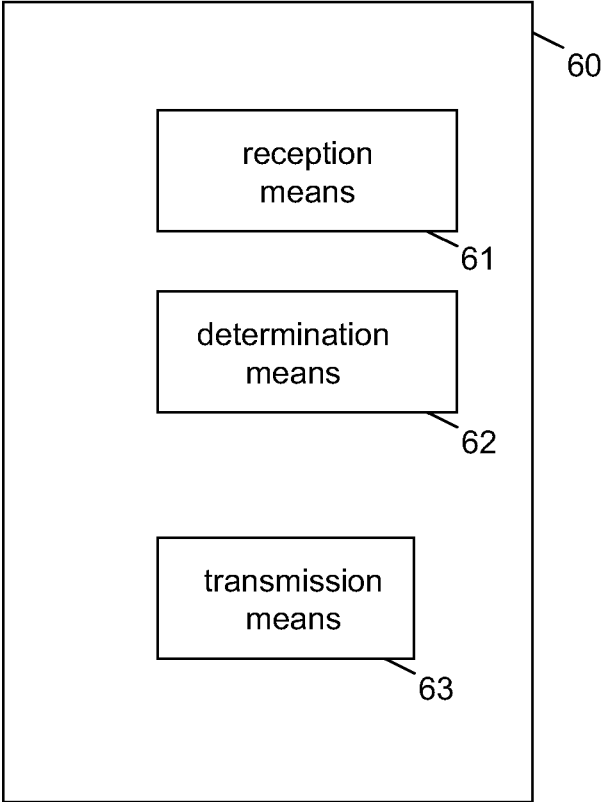 60
reception
means
61
determination
means
62
transmission
means
63